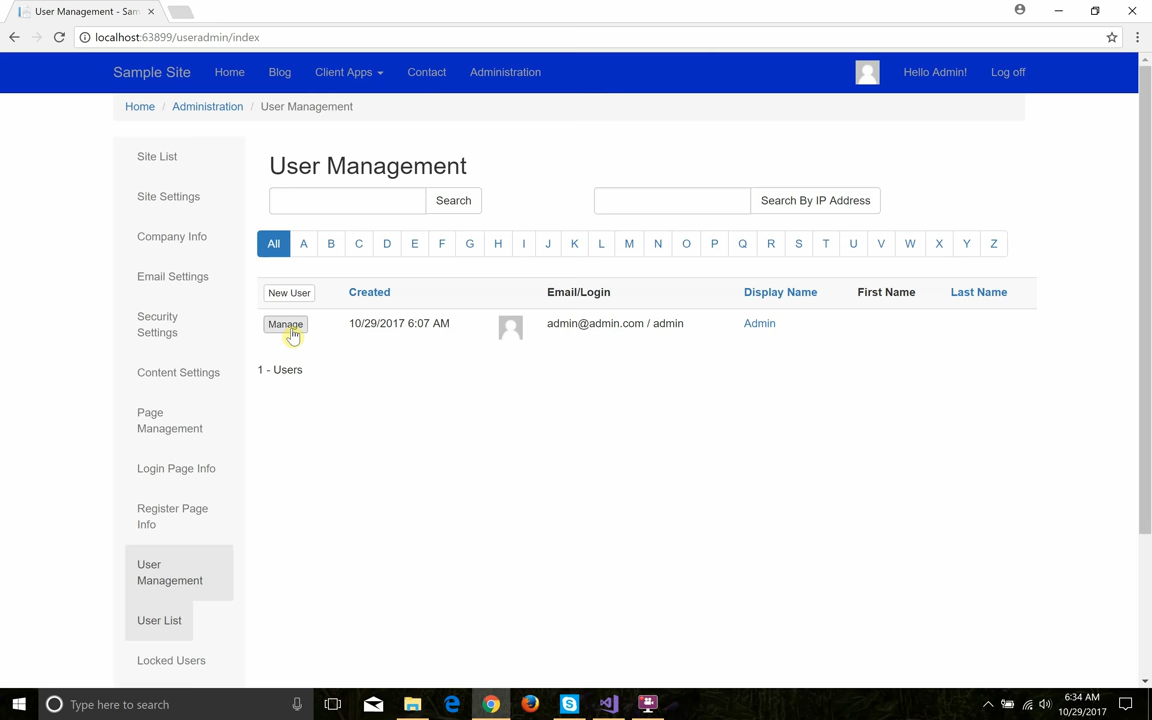 User Management - San
localhost:63899/useradmin/index
Sample Site Home Blog Client Apps Contact Administration Hello Admin! Log off
Home / Administration / User Management
Site List
Site Settings
Company Info
Email Settings
Security
Settings
Content Settings
Page
Management
Login Page Info
Register Page
Info
User
Management
User List
Locked Users
User Management
Search Search By IP Address
All A B C D E F G H I J K L M N O P Q R S T U V W X Y Z
New User Created Email/Login Display Name First Name Last Name
Manage 10/29/2017 6:07 AM admin@admin.com / admin Admin
1 - Users
Type here to search
6:34 AM
10/29/2017